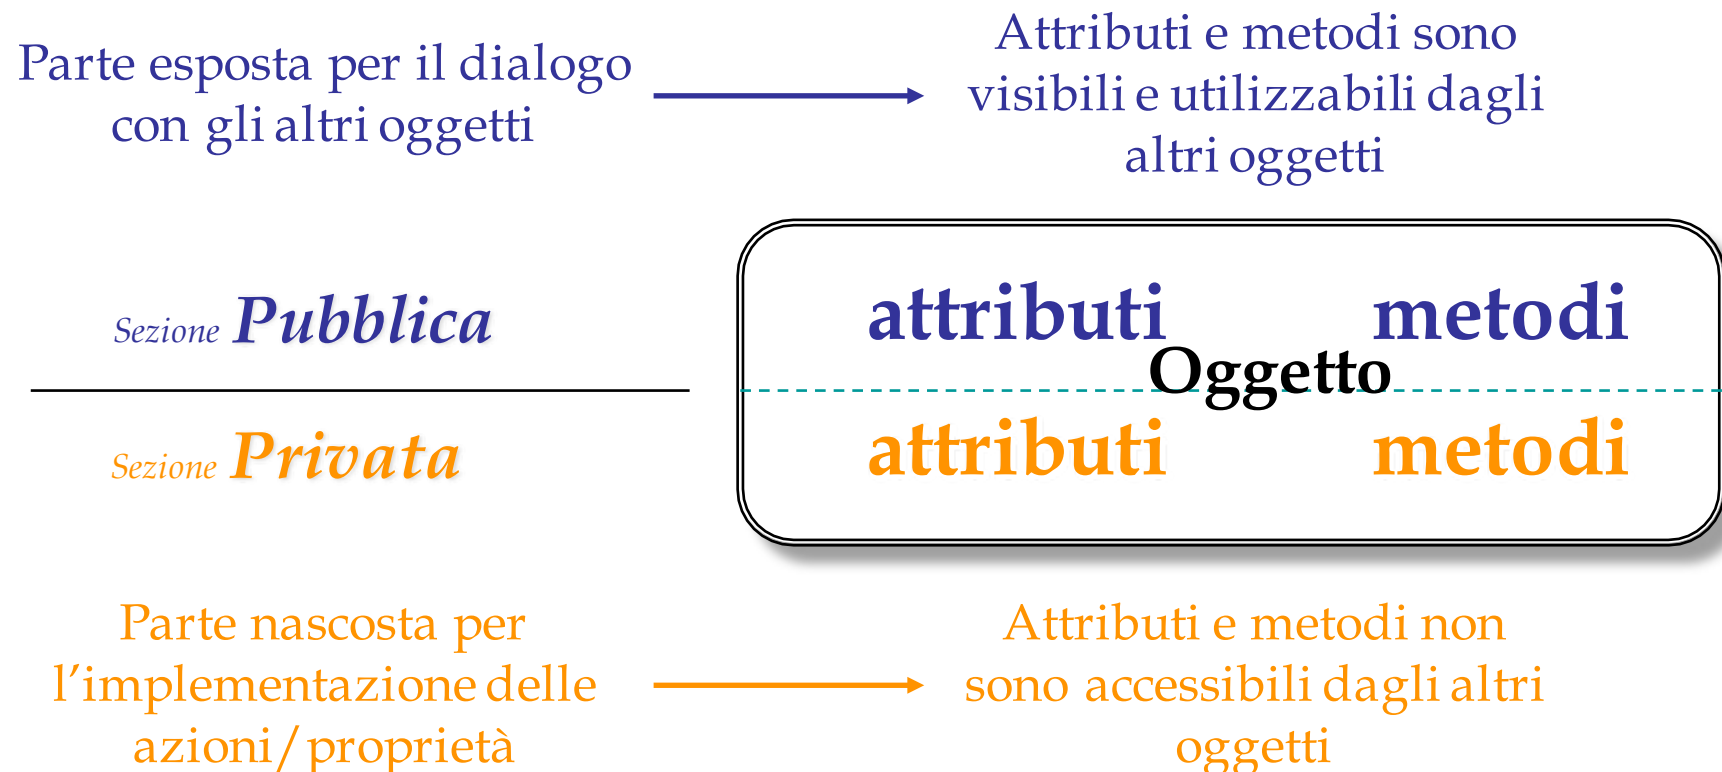 Parte esposta per il dialogo
con gli altri oggetti
Attributi e metodi sono
visibili e utilizzabili dagli
altri oggetti
Sezione Pubblica
attributi metodi
Oggetto
Sezione Privata
attributi metodi
Parte nascosta per
l’implementazione delle
azioni/proprietà
Attributi e metodi non
sono accessibili dagli altri
oggetti